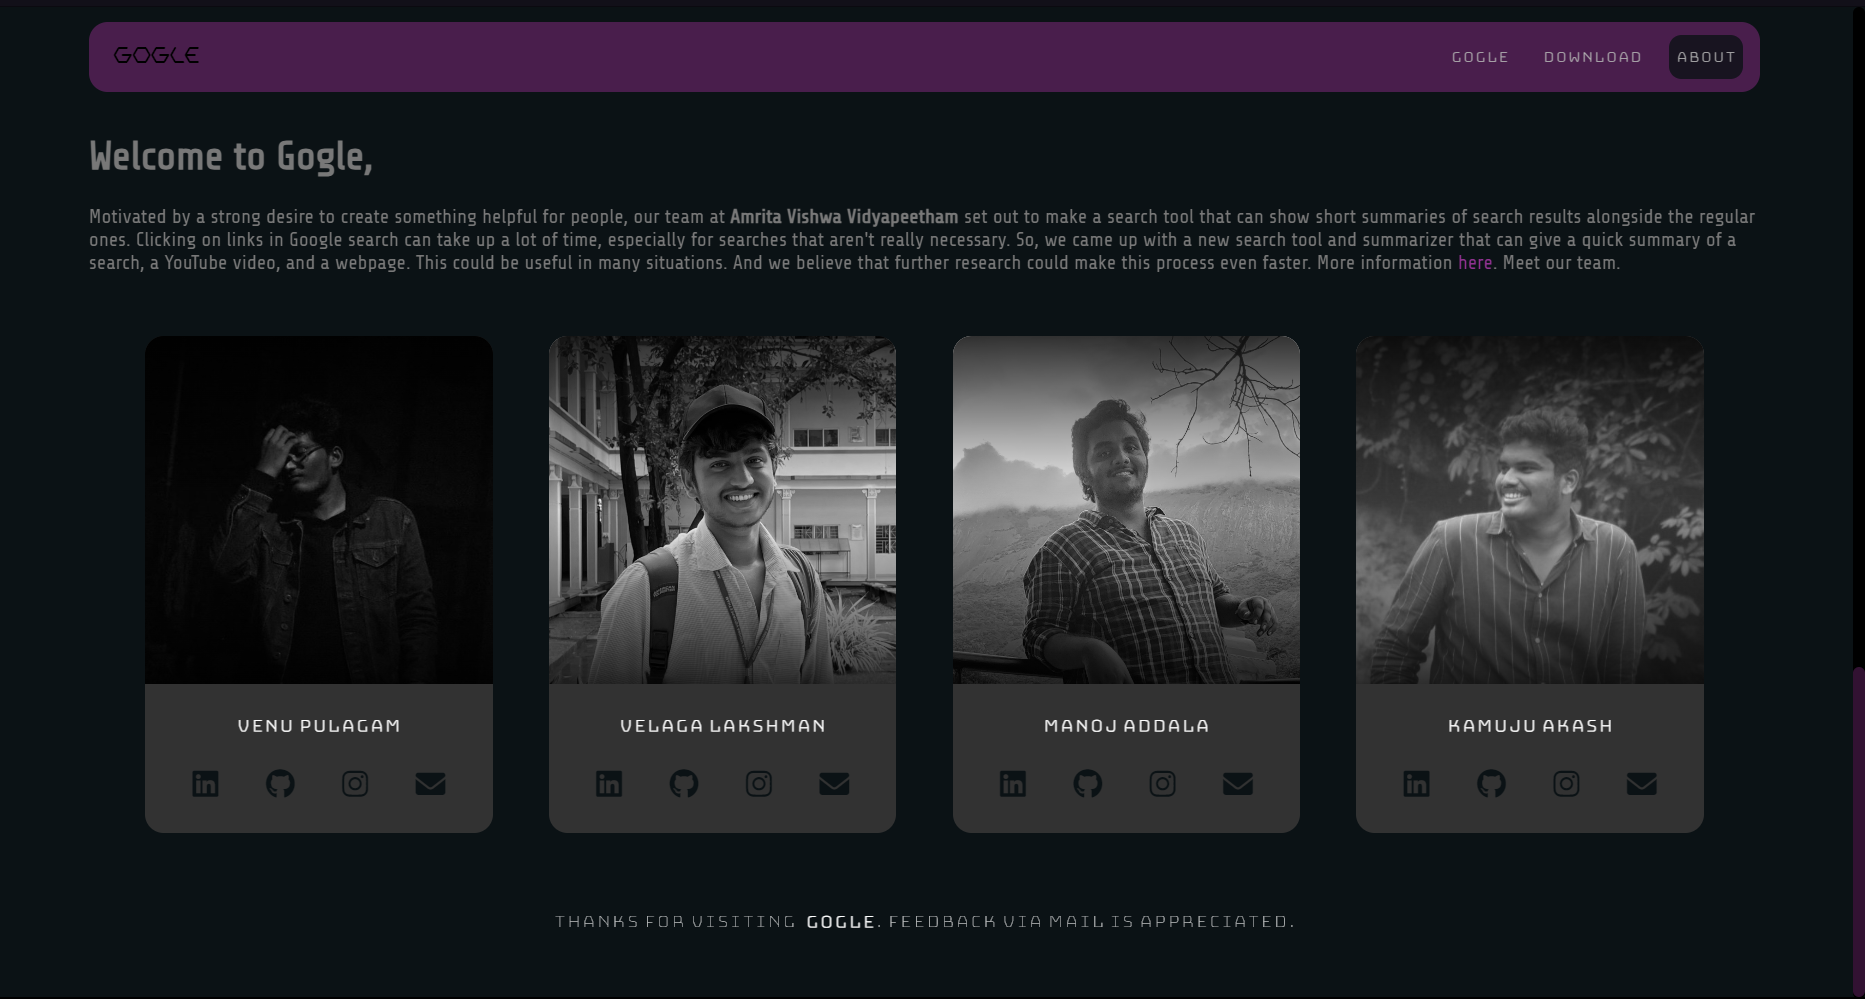 GOGLE
GOGLE DOWNLOAD ABOUT
Welcome to Gogle,
Motivated by a strong desire to create something helpful for people, our team at Amrita Vishwa Vidyapeetham set out to make a search tool that can show short summaries of search results alongside the regular
ones. Clicking on links in Google search can take up a lot of time, especially for searches that aren't really necessary. So, we came up with a new search tool and summarizer that can give a quick summary of a
search, a YouTube video, and a webpage. This could be useful in many situations. And we believe that further research could make this process even faster. More information here. Meet our team.
VENU PULAGAM
VELAGA LAKSHMAN
MANOJ ADDALA
KAMUJU AKASH
THANKS FOR VISITING GOGLE. FEEDBACK VIA MAIL IS APPRECIATED.